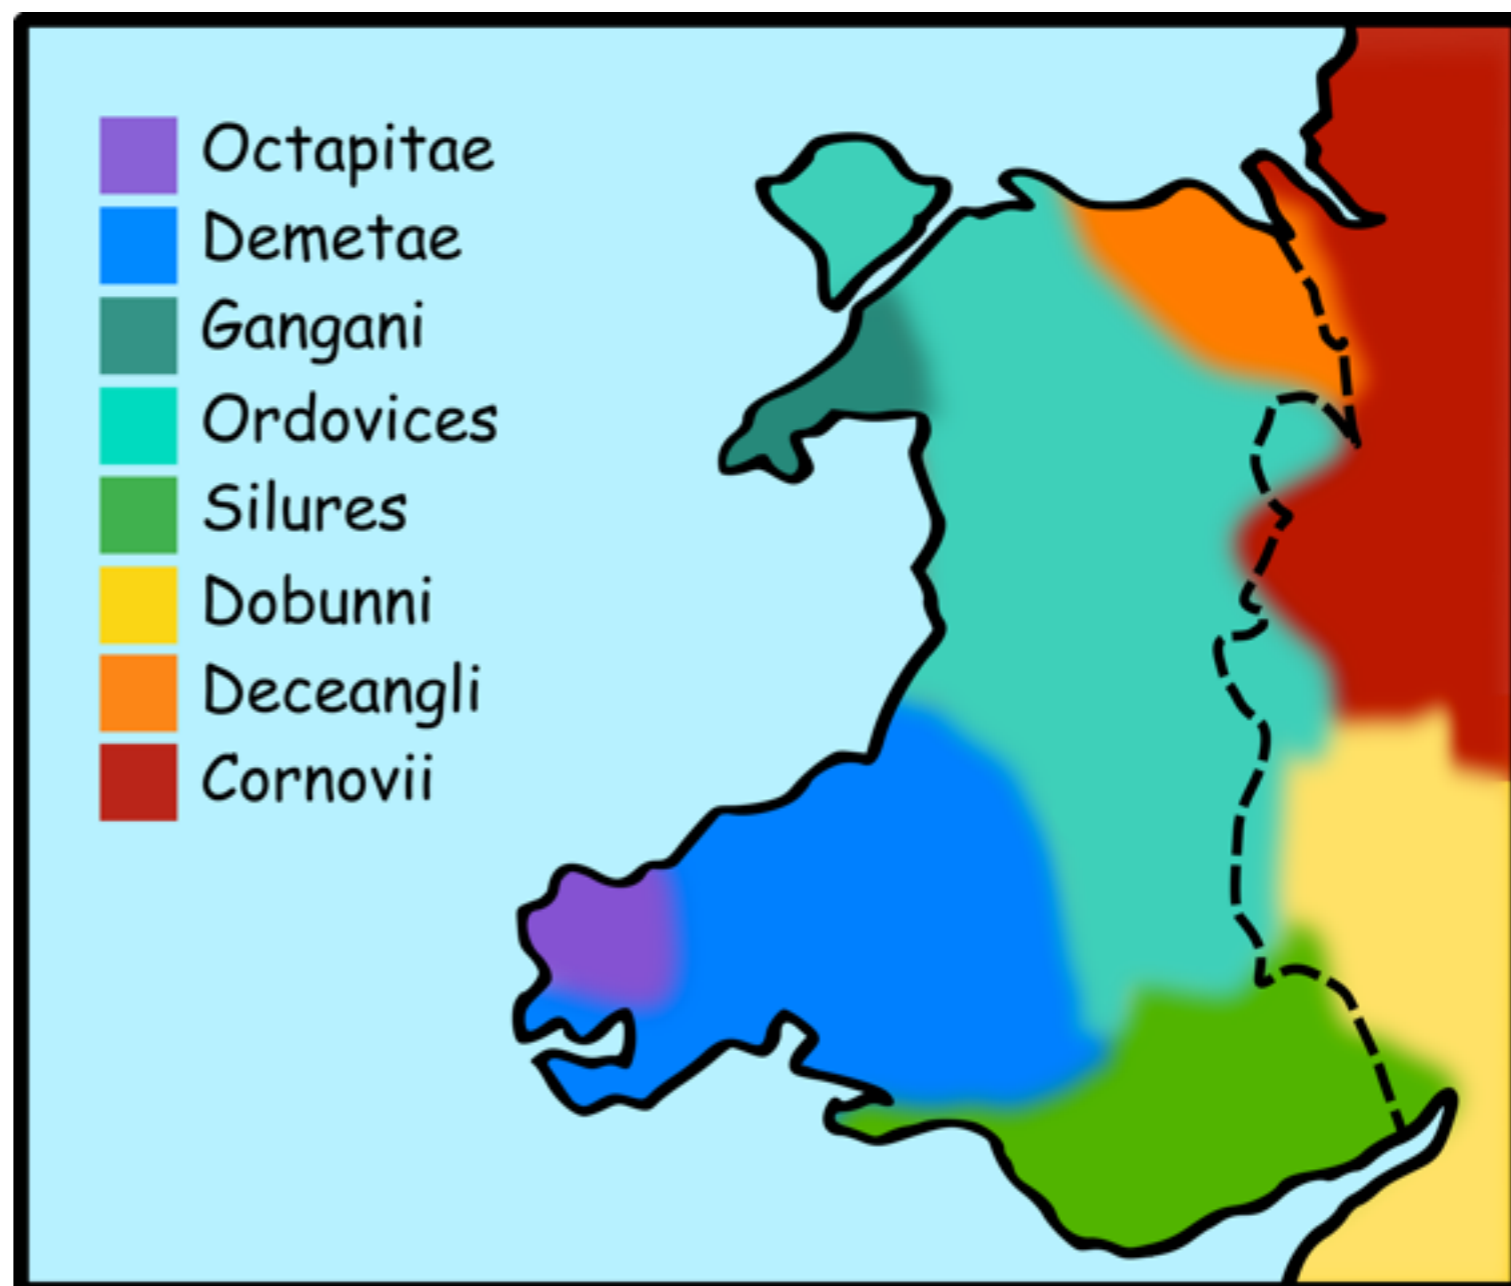 Octapitae
Demetae
Gangani
Ordovices
Silures
Dobunni
Deceangli
Cornovii